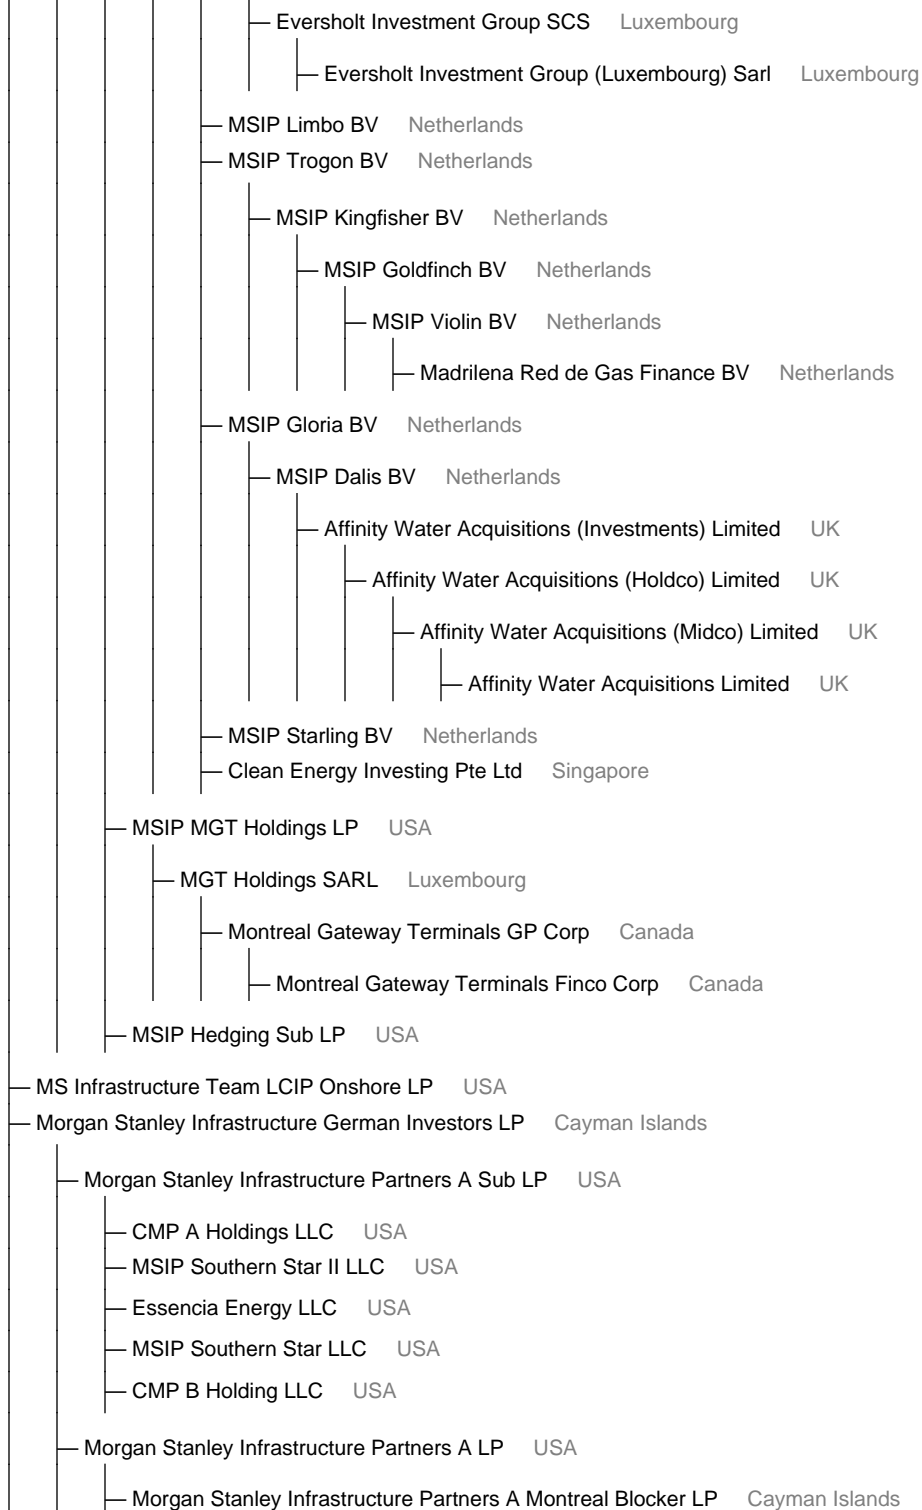 Eversholt Investment Group SCS Luxembourg
Eversholt Investment Group (Luxembourg) Sarl Luxembourg
MSIP Limbo BV Netherlands
MSIP Trogon BV Netherlands
MSIP Kingfisher BV Netherlands
MSIP Goldfinch BV Netherlands
MSIP Violin BV Netherlands
Madrilena Red de Gas Finance BV Netherlands
MSIP Gloria BV Netherlands
MSIP Dalis BV Netherlands
Affinity Water Acquisitions (Investments) Limited UK
Affinity Water Acquisitions (Holdco) Limited UK
Affinity Water Acquisitions (Midco) Limited UK
Affinity Water Acquisitions Limited UK
MSIP Starling BV Netherlands
Clean Energy Investing Pte Ltd Singapore
MSIP MGT Holdings LP USA
MGT Holdings SARL Luxembourg
Montreal Gateway Terminals GP Corp Canada
Montreal Gateway Terminals Finco Corp Canada
MSIP Hedging Sub LP USA
MS Infrastructure Team LCIP Onshore LP USA
Morgan Stanley Infrastructure German Investors LP Cayman Islands
Morgan Stanley Infrastructure Partners A Sub LP USA
CMP A Holdings LLC USA
MSIP Southern Star II LLC USA
Essencia Energy LLC USA
MSIP Southern Star LLC USA
CMP B Holding LLC USA
Morgan Stanley Infrastructure Partners A LP USA
Morgan Stanley Infrastructure Partners A Montreal Blocker LP Cayman Islands